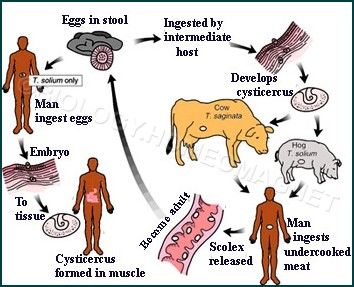 Eggs in stool
Ingested by
intermediate
host
T. solium only
Man
ingest eggs
Develops
cysticercus
Cow
T. saginata
Hog
T. solium
Embryo
To
tissue
Cysticercus
formed in muscle
Become adult
Scolex
released
Man
ingests
undercooked
meat